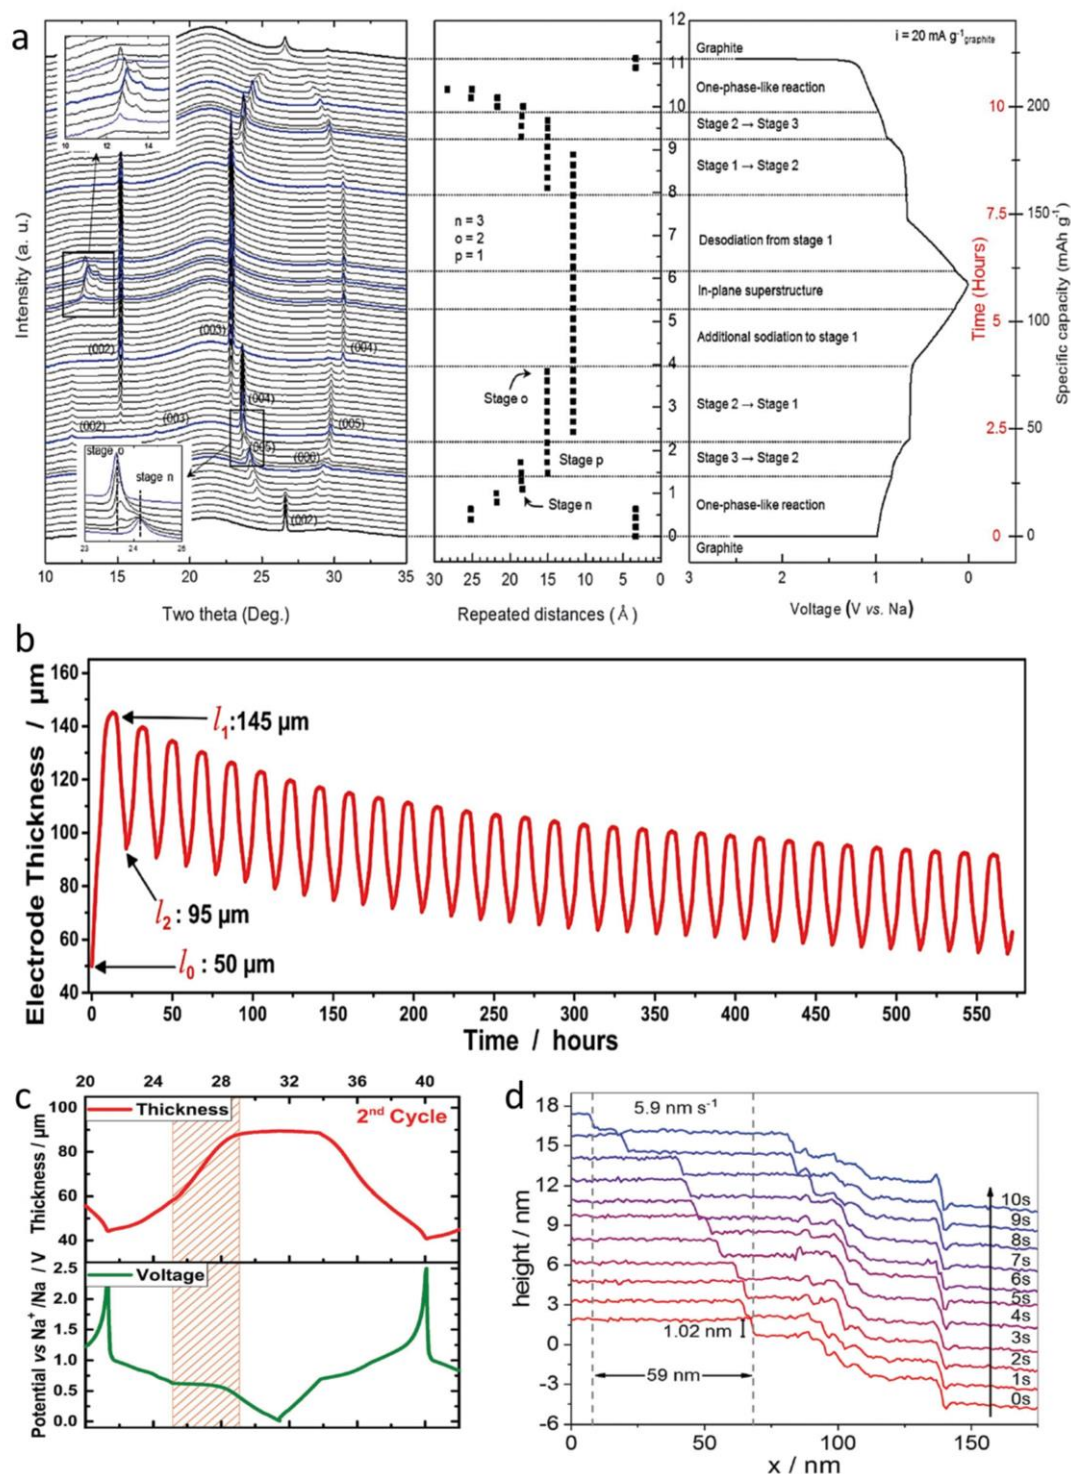 a
Intensity (a. u.)
10 12 14
(002)
(003)
(004)
(004)
(002)
(003)
(005)
(005)
(006)
(002)
stage o
stage n
23 24 26
10 15 20 25 30 35
Two theta (Deg.)
n = 3
o = 2
p = 1
Stage o
Stage p
Stage n
12
11
10
9
8
7
6
5
4
3
2
1
0
30 25 20 15 10 5 0
Repeated distances (Å)
i = 20 mA g⁻¹graphite
Graphite
One-phase-like reaction
Stage 2 → Stage 3
Stage 1 → Stage 2
Desodiation from stage 1
In-plane superstructure
Additional sodiation to stage 1
Stage 2 → Stage 1
Stage 3 → Stage 2
One-phase-like reaction
Graphite
3 2 1 0
Voltage (V vs. Na)
10
7.5
5
2.5
0
Time (Hours)
200
150
100
50
0
Specific capacity (mAh g⁻¹)
b
Electrode Thickness / μm
160
140
120
100
80
60
40
l₁:145 μm
l₂: 95 μm
l₀ : 50 μm
0 50 100 150 200 250 300 350 400 450 500 550
Time / hours
c
20 24 28 32 36 40
Thickness
2nd Cycle
Thickness / μm
100
80
60
40
Voltage
Potential vs Na⁺/Na / V
2.5
2.0
1.5
1.0
0.5
0.0
d
height / nm
18
15
12
9
6
3
0
-3
-6
5.9 nm s⁻¹
1.02 nm
59 nm
10s
9s
8s
7s
6s
5s
4s
3s
2s
1s
0s
0 50 100 150
x / nm